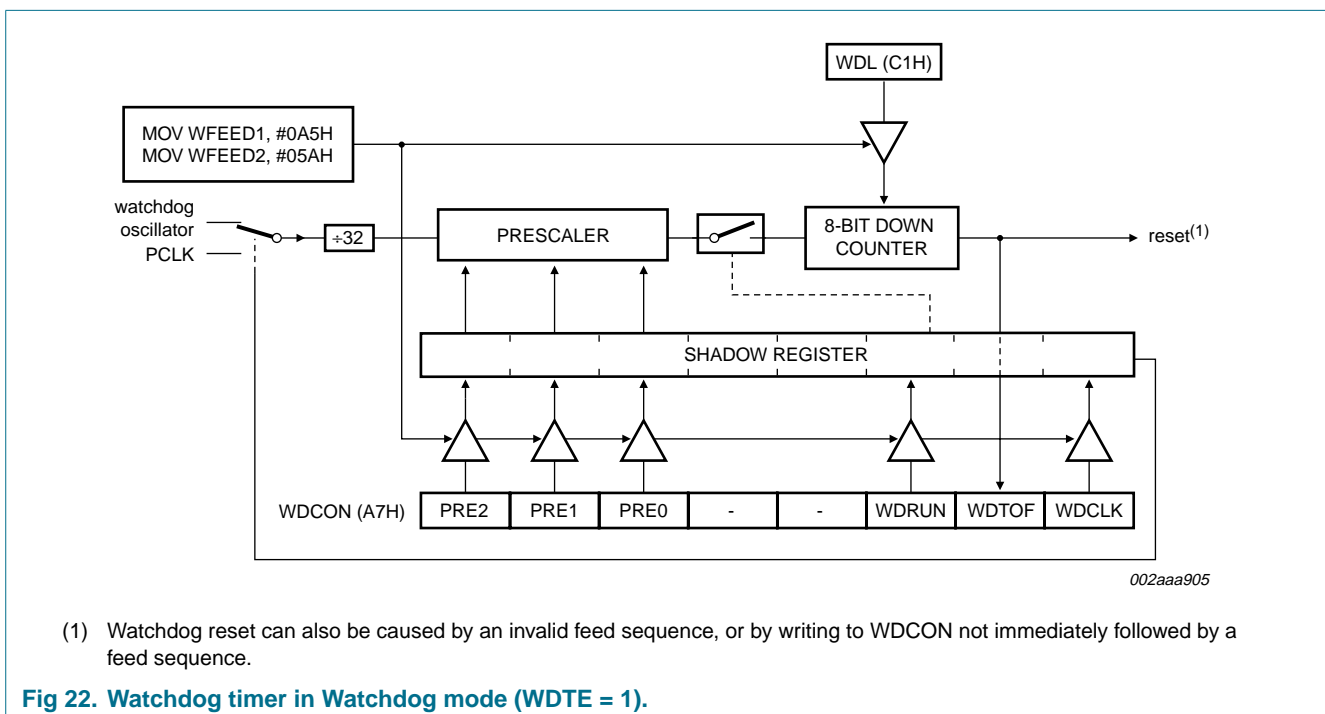 WDL (C1H)
MOV WFEED1, #0A5H
MOV WFEED2, #05AH
watchdog
oscillator
PCLK
÷32
PRESCALER
8-BIT DOWN
COUNTER
reset(1)
SHADOW REGISTER
WDCON (A7H)
PRE2
PRE1
PRE0
-
-
WDRUN
WDTOF
WDCLK
002aaa905
(1) Watchdog reset can also be caused by an invalid feed sequence, or by writing to WDCON not immediately followed by a
feed sequence.
Fig 22. Watchdog timer in Watchdog mode (WDTE = 1).